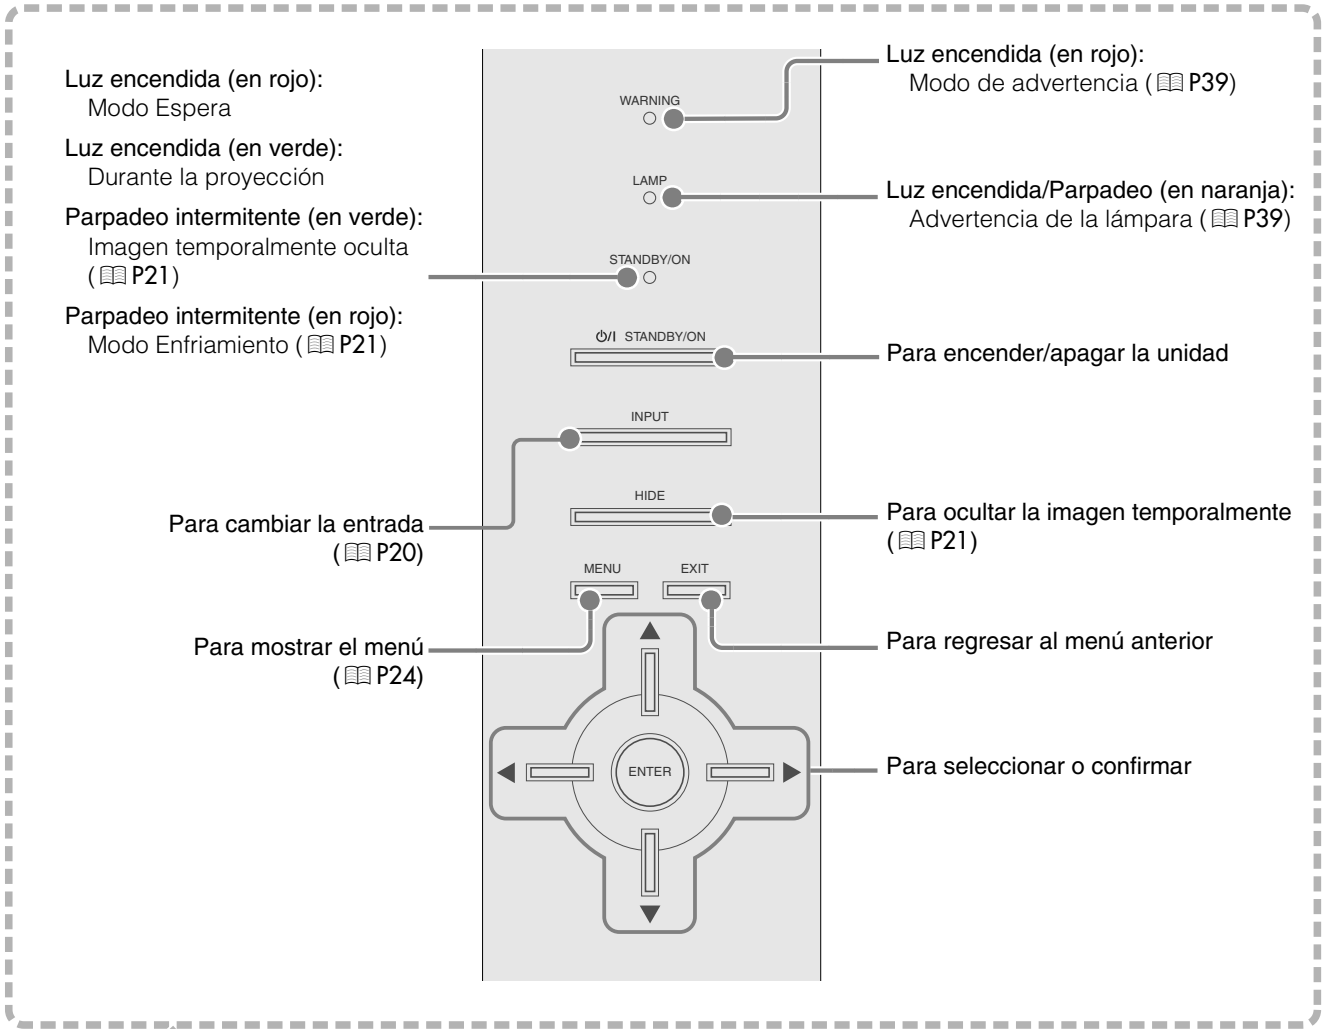 Luz encendida (en rojo):
Modo Espera
Luz encendida (en verde):
Durante la proyección
Parpadeo intermitente (en verde):
Imagen temporalmente oculta
( P21)
Parpadeo intermitente (en rojo):
Modo Enfriamiento ( P21)
Para cambiar la entrada
( P20)
Para mostrar el menú
( P24)
WARNING
LAMP
STANDBY/ON
⏻/I STANDBY/ON
INPUT
HIDE
MENU
EXIT
ENTER
Luz encendida (en rojo):
Modo de advertencia ( P39)
Luz encendida/Parpadeo (en naranja):
Advertencia de la lámpara ( P39)
Para encender/apagar la unidad
Para ocultar la imagen temporalmente
( P21)
Para regresar al menú anterior
Para seleccionar o confirmar